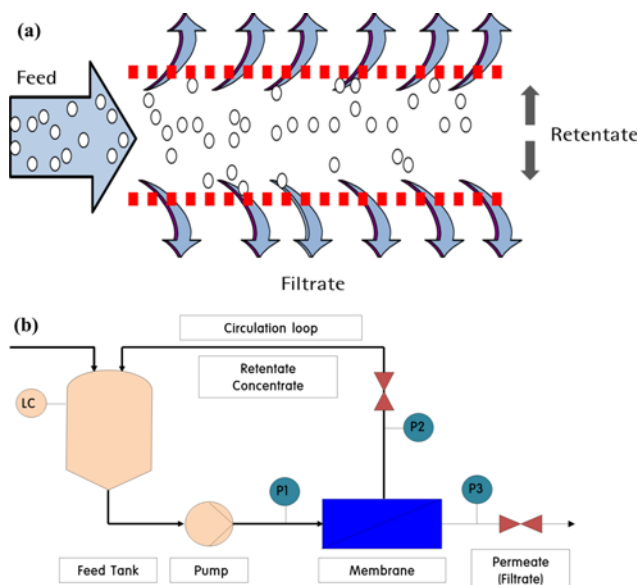 (a)
Feed
Retentate
Filtrate
(b)
Circulation loop
Retentate
Concentrate
LC
P2
P1
P3
Feed Tank
Pump
Membrane
Permeate
(Filtrate)